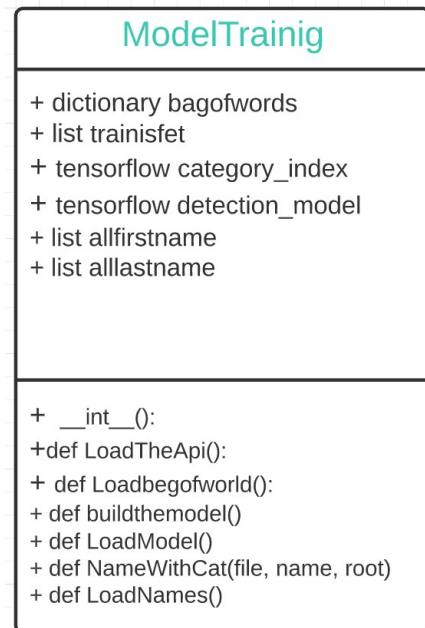 ModelTrainig
+ dictionary bagofwords
+ list trainisfet
+ tensorflow category_index
+ tensorflow detection_model
+ list allfirstname
+ list alllastname
+ __int__():
+def LoadTheApi():
+ def Loadbegofworld():
+ def buildthemodel()
+ def LoadModel()
+ def NameWithCat(file, name, root)
+ def LoadNames()